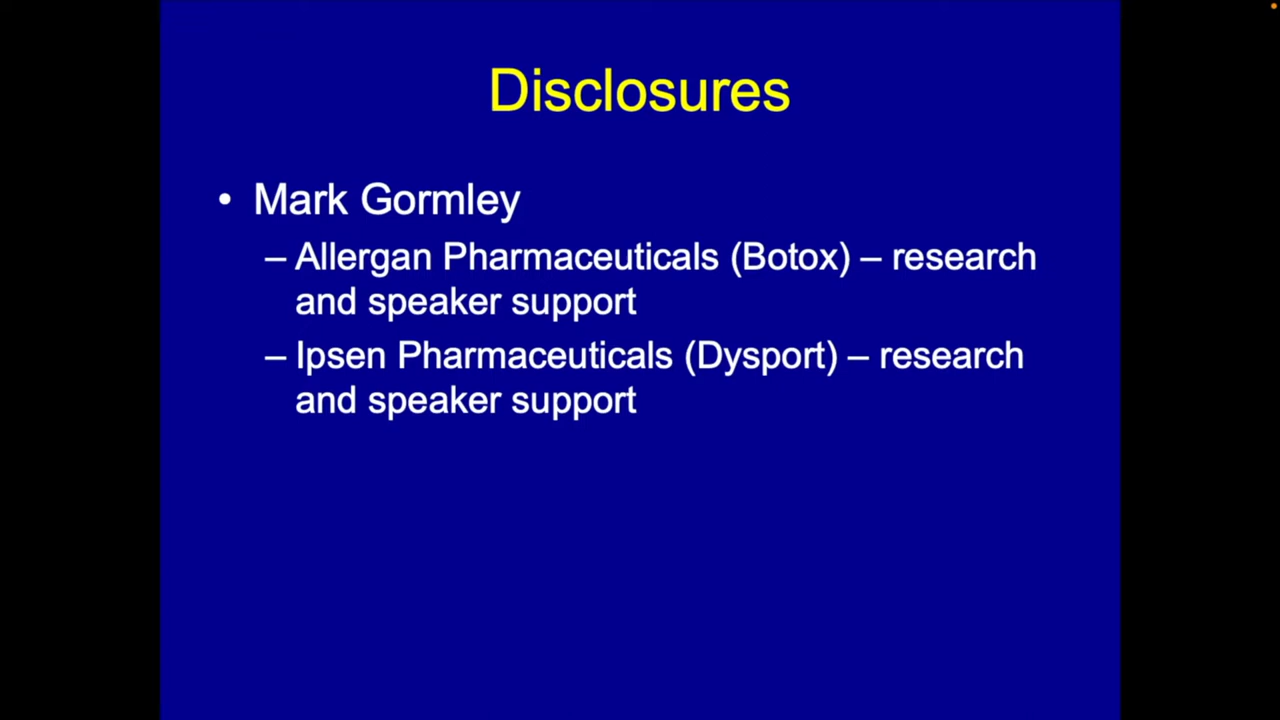 Disclosures
• Mark Gormley
– Allergan Pharmaceuticals (Botox) – research
and speaker support
– Ipsen Pharmaceuticals (Dysport) – research
and speaker support